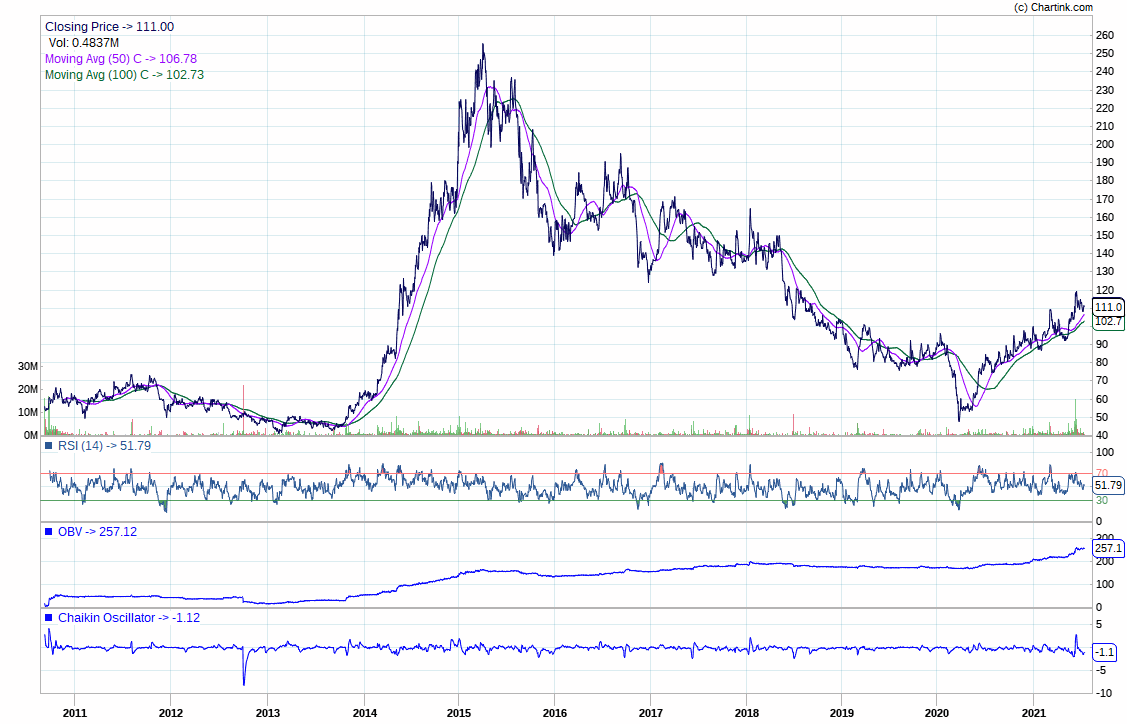 (c) Chartink.com
Closing Price -> 111.00
Vol: 0.4837M
Moving Avg (50) C -> 106.78
Moving Avg (100) C -> 102.73
260
250
240
230
220
210
200
190
180
170
160
150
140
130
120
111.0
102.7
90
80
70
60
50
40
30M
20M
10M
0M
RSI (14) -> 51.79
100
70
51.79
30
0
OBV -> 257.12
300
257.1
200
100
0
Chaikin Oscillator -> -1.12
5
-1.1
-5
-10
2011 2012 2013 2014 2015 2016 2017 2018 2019 2020 2021